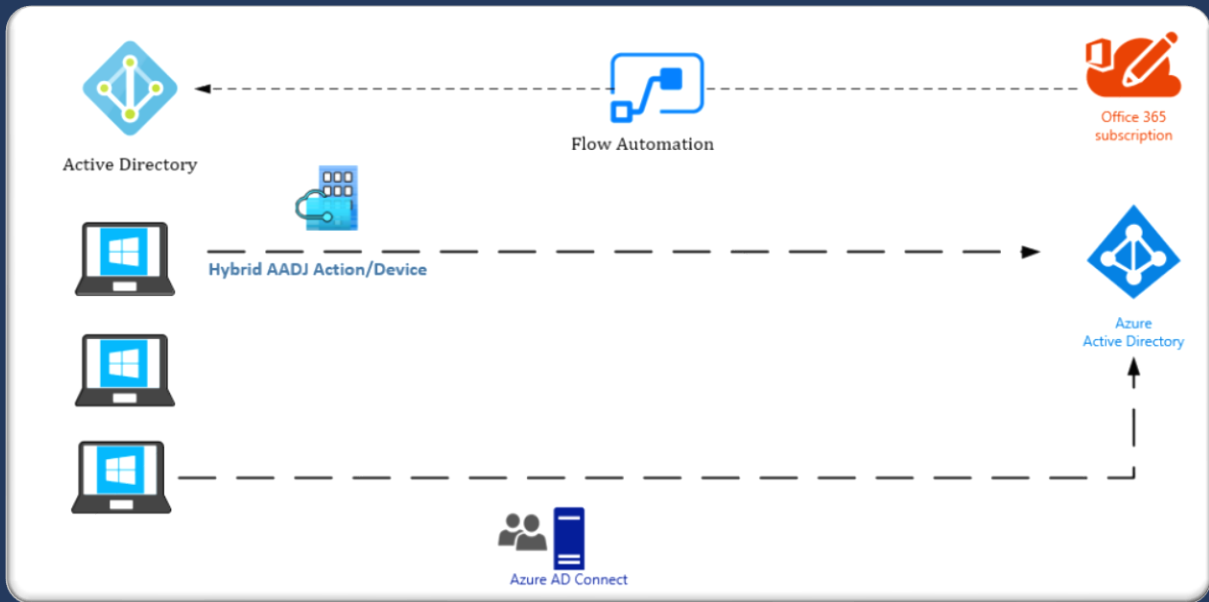 Flow Automation
Office 365
subscription
Active Directory
Hybrid AADJ Action/Device
Azure
Active Directory
Azure AD Connect